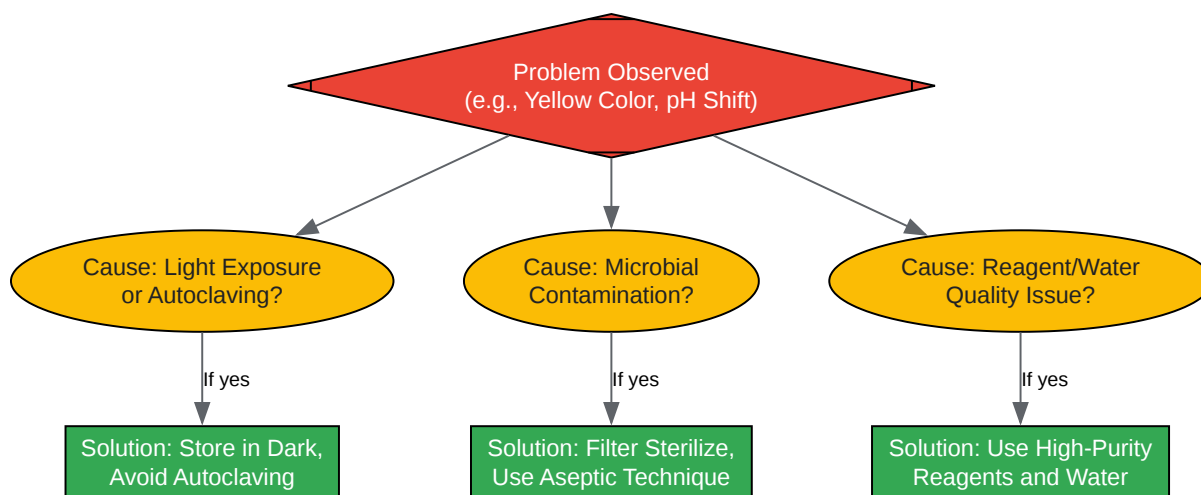 Problem Observed
(e.g., Yellow Color, pH Shift)
Cause: Light Exposure
or Autoclaving?
Cause: Microbial
Contamination?
Cause: Reagent/Water
Quality Issue?
If yes
If yes
If yes
Solution: Store in Dark,
Avoid Autoclaving
Solution: Filter Sterilize,
Use Aseptic Technique
Solution: Use High-Purity
Reagents and Water